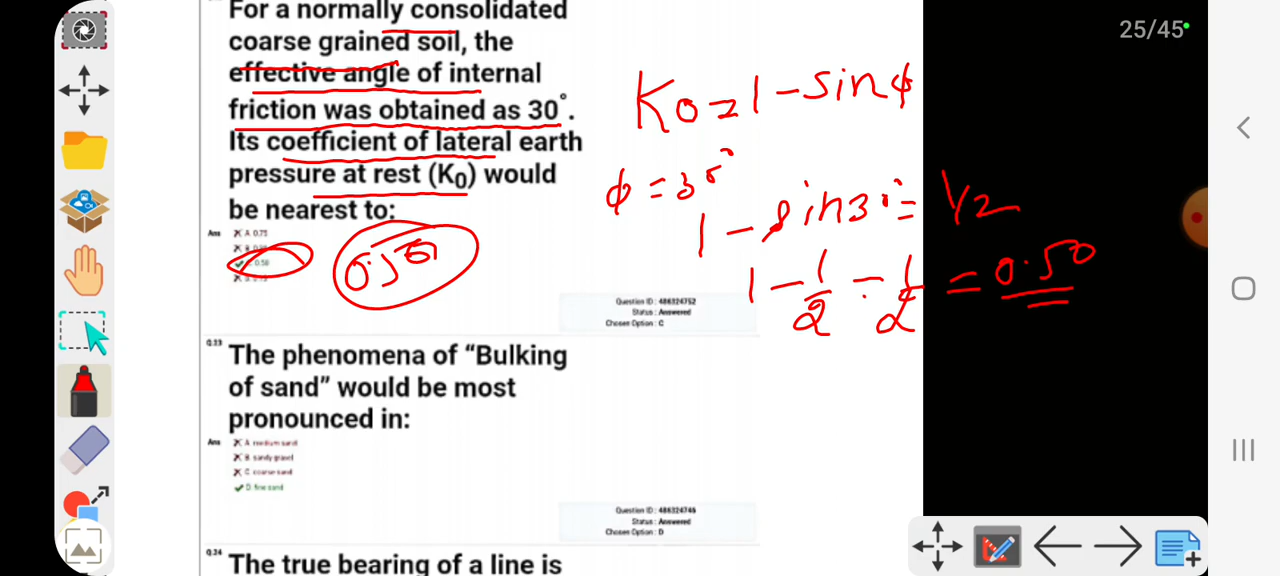 25/45
For a normally consolidated
coarse grained soil, the
effective angle of internal
friction was obtained as 30°.
Its coefficient of lateral earth
pressure at rest (K0) would
be nearest to:
Ans
A 0.75
Question ID : 486324752
Status : Answered
Chosen Option : C
K0=1-sinϕ
ϕ=30°
1-sin30°=1/2
1-1/2=1/2=0.50
0.50
Q.33
The phenomena of “Bulking
of sand” would be most
pronounced in:
Ans
A medium sand
B sandy gravel
C coarse sand
D fine sand
Question ID : 486324746
Status : Answered
Chosen Option : D
Q.34
The true bearing of a line is